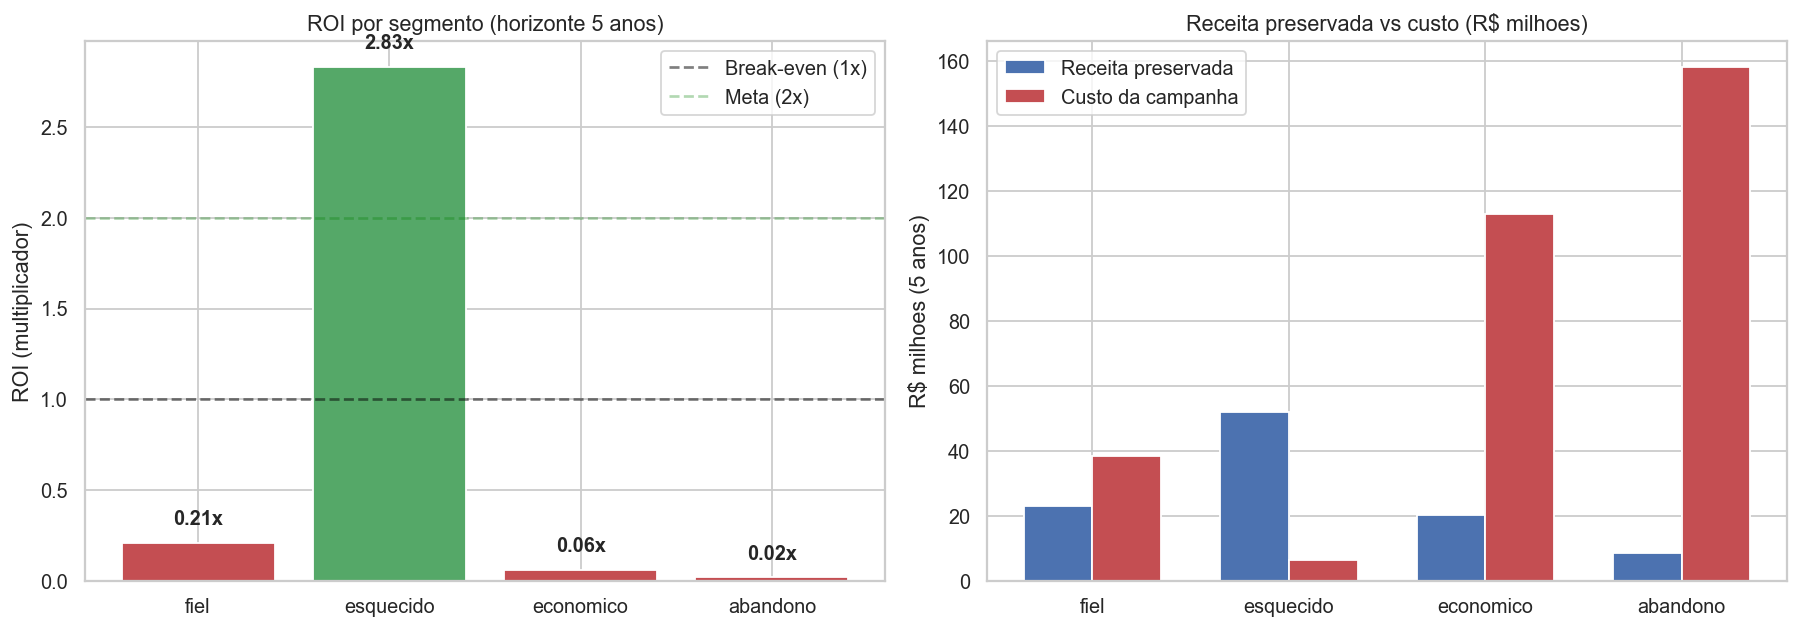 ROI por segmento (horizonte 5 anos)
2.83x
Break-even (1x)
Meta (2x)
ROI (multiplicador)
2.5
2.0
1.5
1.0
0.5
0.0
0.21x
0.06x
0.02x
fiel
esquecido
economico
abandono
Receita preservada vs custo (R$ milhoes)
Receita preservada
Custo da campanha
R$ milhoes (5 anos)
160
140
120
100
80
60
40
20
0
fiel
esquecido
economico
abandono